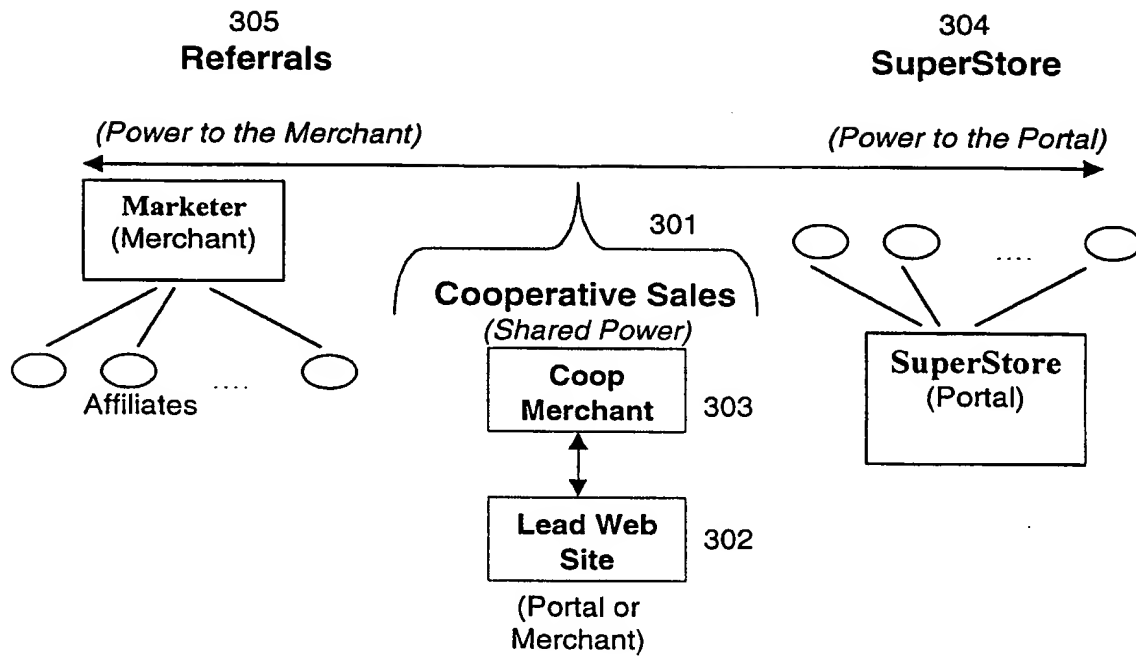 305
Referrals
304
SuperStore
(Power to the Merchant)
(Power to the Portal)
Marketer
(Merchant)
301
Cooperative Sales
(Shared Power)
Coop
Merchant
303
....
Affiliates
....
SuperStore
(Portal)
Lead Web
Site
302
(Portal or
Merchant)